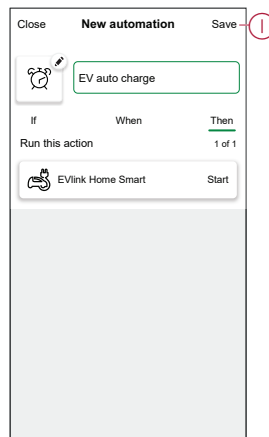 Close New automation Save
EV auto charge
If When Then
Run this action 1 of 1
EVlink Home Smart Start